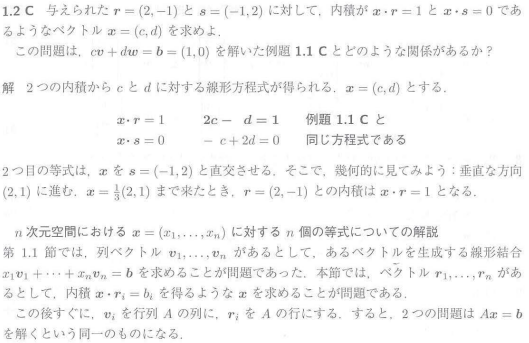 1.2 C 与えられた r = (2, −1) と s = (−1, 2) に対して，内積が x · r = 1 と x · s = 0 であ
るようなベクトル x = (c, d) を求めよ．
この問題は，cv + dw = b = (1, 0) を解いた例題 1.1 C とどのような関係があるか？
解 2 つの内積から c と d に対する線形方程式が得られる．x = (c, d) とする．
x · r = 1 2c − d = 1 例題 1.1 C と
x · s = 0 − c + 2d = 0 同じ方程式である
2 つ目の等式は，x を s = (−1, 2) と直交させる．そこで，幾何的に見てみよう：垂直な方向
(2, 1) に進む．x = 1/3 (2, 1) まで来たとき，r = (2, −1) との内積は x · r = 1 となる．
n 次元空間における x = (x₁, . . . , xₙ) に対する n 個の等式についての解説
第 1.1 節では，列ベクトル v₁, . . . , vₙ があるとして，あるベクトルを生成する線形結合
x₁v₁ + · · · + xₙvₙ = b を求めることが問題であった．本節では，ベクトル r₁, . . . , rₙ があ
るとして，内積 x · rᵢ = bᵢ を得るような x を求めることが問題である．
この後すぐに，vᵢ を行列 A の列に，rᵢ を A の行にする．すると，2 つの問題は Ax = b
を解くという同一のものになる．